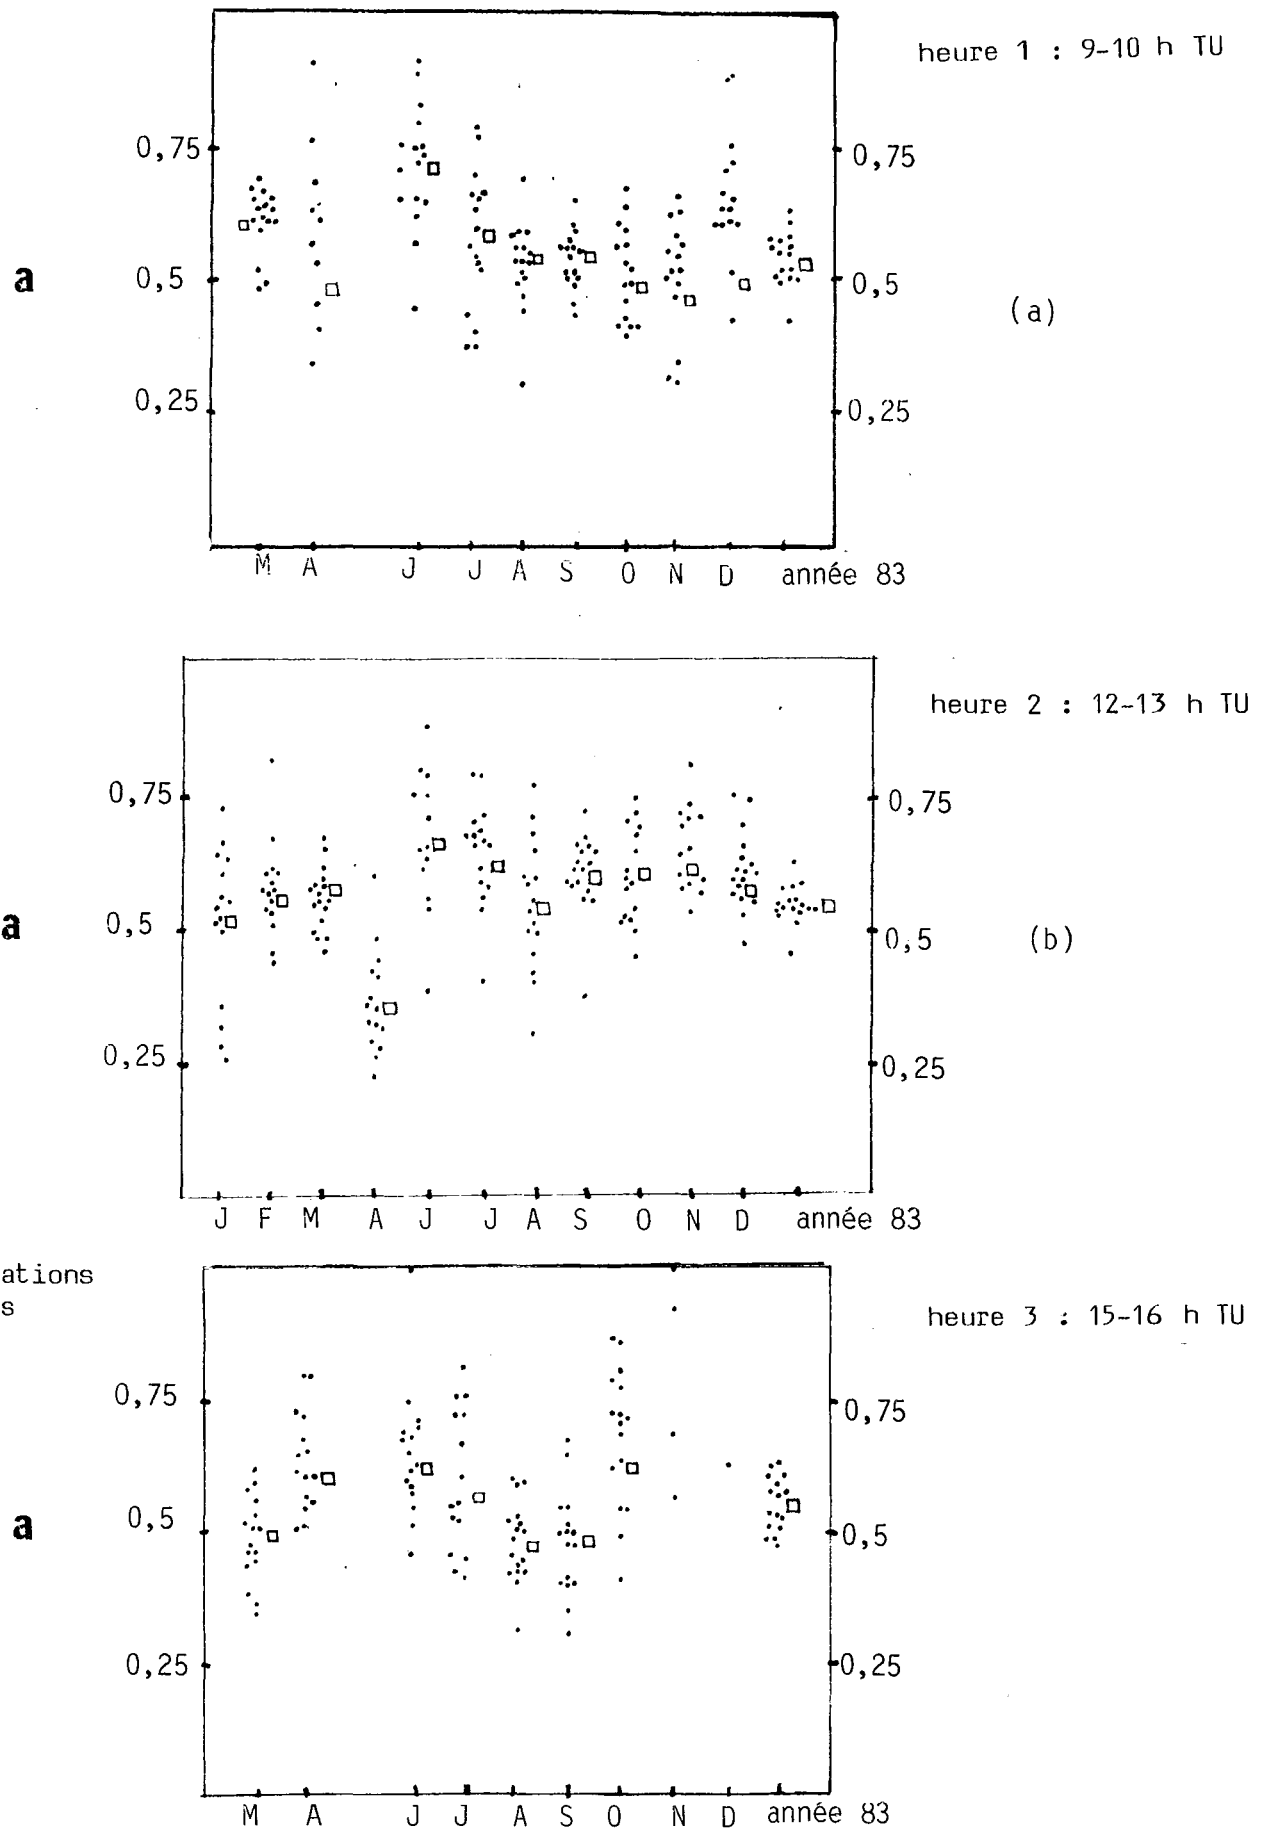 heure 1 : 9-10 h TU
0,75 0,75
a 0,5 0,5
(a)
0,25 0,25
M A J J A S O N D année 83
heure 2 : 12-13 h TU
0,75 0,75
a 0,5 0,5 (b)
0,25 0,25
J F M A J J A S O N D année 83
ations
s
heure 3 : 15-16 h TU
0,75 0,75
a 0,5 0,5
0,25 0,25
M A J J A S O N D année 83